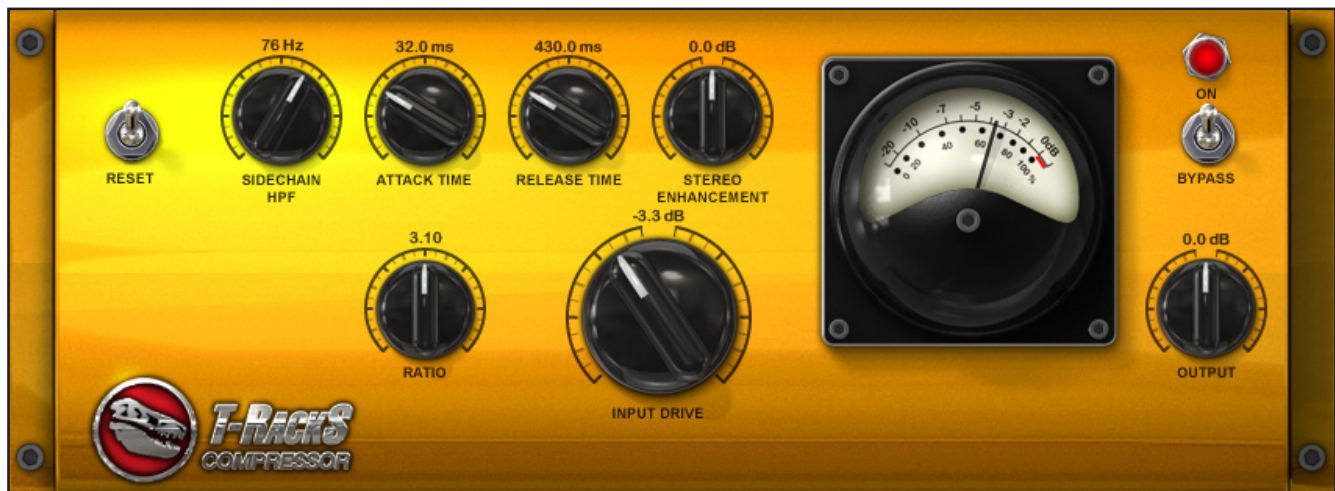 76 Hz
32.0 ms
430.0 ms
0.0 dB
ON
RESET
SIDECHAIN
HPF
ATTACK TIME
RELEASE TIME
STEREO
ENHANCEMENT
-20 -10 -7 -5 -3 -2 0dB
0 20 40 60 80 100 %
BYPASS
3.10
-3.3 dB
0.0 dB
RATIO
INPUT DRIVE
OUTPUT
T-RackS
COMPRESSOR